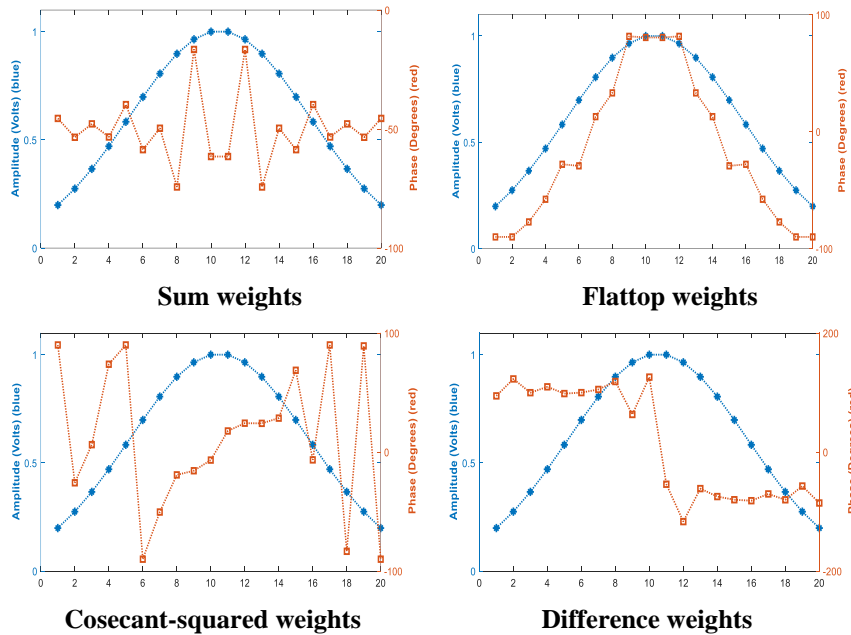 Amplitude (Volts) (blue)
1
0.5
0
0
-50
-100
Phase (Degrees) (red)
0 2 4 6 8 10 12 14 16 18 20
Sum weights
Amplitude (Volts) (blue)
1
0.5
0
100
0
-100
Phase (Degrees) (red)
0 2 4 6 8 10 12 14 16 18 20
Flattop weights
Amplitude (Volts) (blue)
1
0.5
0
100
0
-100
Phase (Degrees) (red)
0 2 4 6 8 10 12 14 16 18 20
Cosecant-squared weights
Amplitude (Volts) (blue)
1
0.5
0
200
0
-200
Phase (Degrees) (red)
0 2 4 6 8 10 12 14 16 18 20
Difference weights